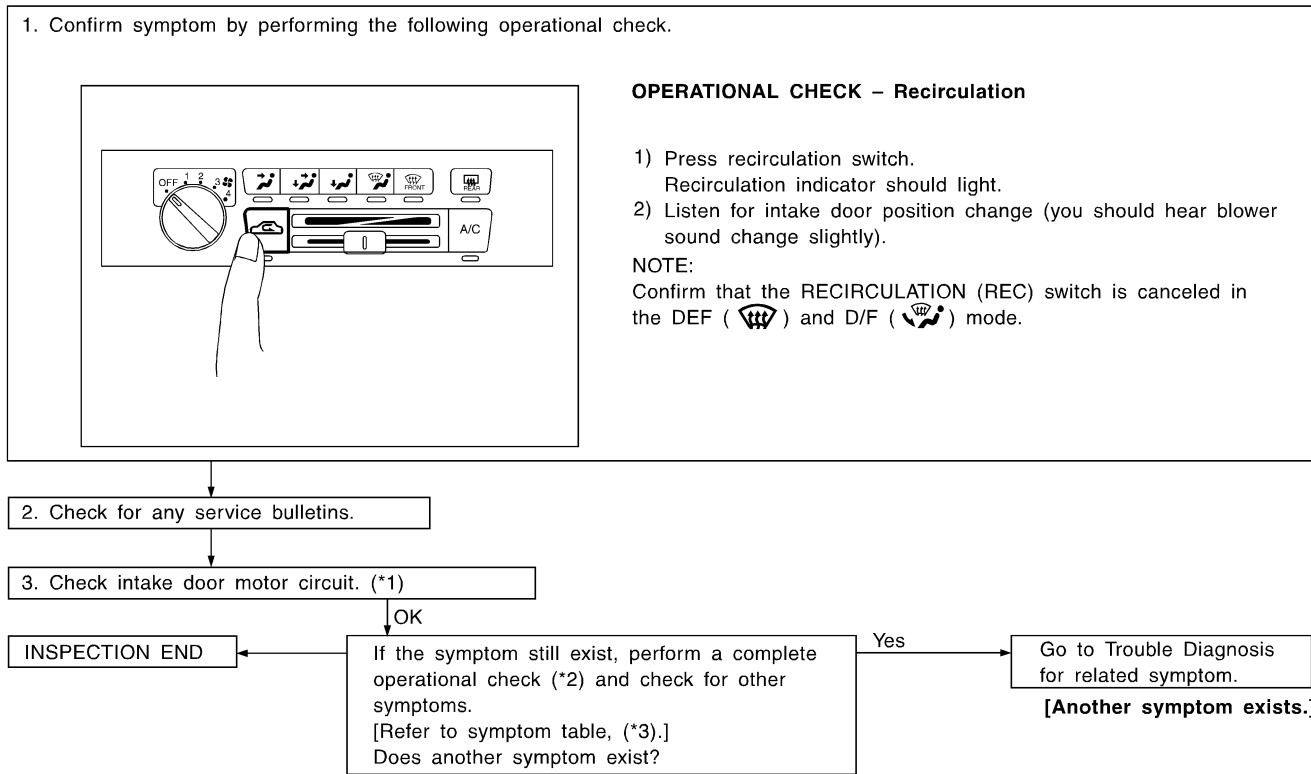 1. Confirm symptom by performing the following operational check.
OFF 1 2 3 4
FRONT
REAR
A/C
OPERATIONAL CHECK – Recirculation
1) Press recirculation switch.
Recirculation indicator should light.
2) Listen for intake door position change (you should hear blower
sound change slightly).
NOTE:
Confirm that the RECIRCULATION (REC) switch is canceled in
the DEF ( ) and D/F ( ) mode.
2. Check for any service bulletins.
3. Check intake door motor circuit. (*1)
OK
INSPECTION END
If the symptom still exist, perform a complete
operational check (*2) and check for other
symptoms.
[Refer to symptom table, (*3).]
Does another symptom exist?
Yes
Go to Trouble Diagnosis
for related symptom.
[Another symptom exists.]